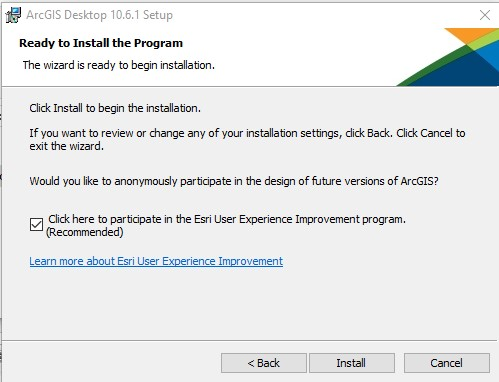 ArcGIS Desktop 10.6.1 Setup
Ready to Install the Program
The wizard is ready to begin installation.
Click Install to begin the installation.
If you want to review or change any of your installation settings, click Back. Click Cancel to
exit the wizard.
Would you like to anonymously participate in the design of future versions of ArcGIS?
Click here to participate in the Esri User Experience Improvement program.
(Recommended)
Learn more about Esri User Experience Improvement
< Back
Install
Cancel